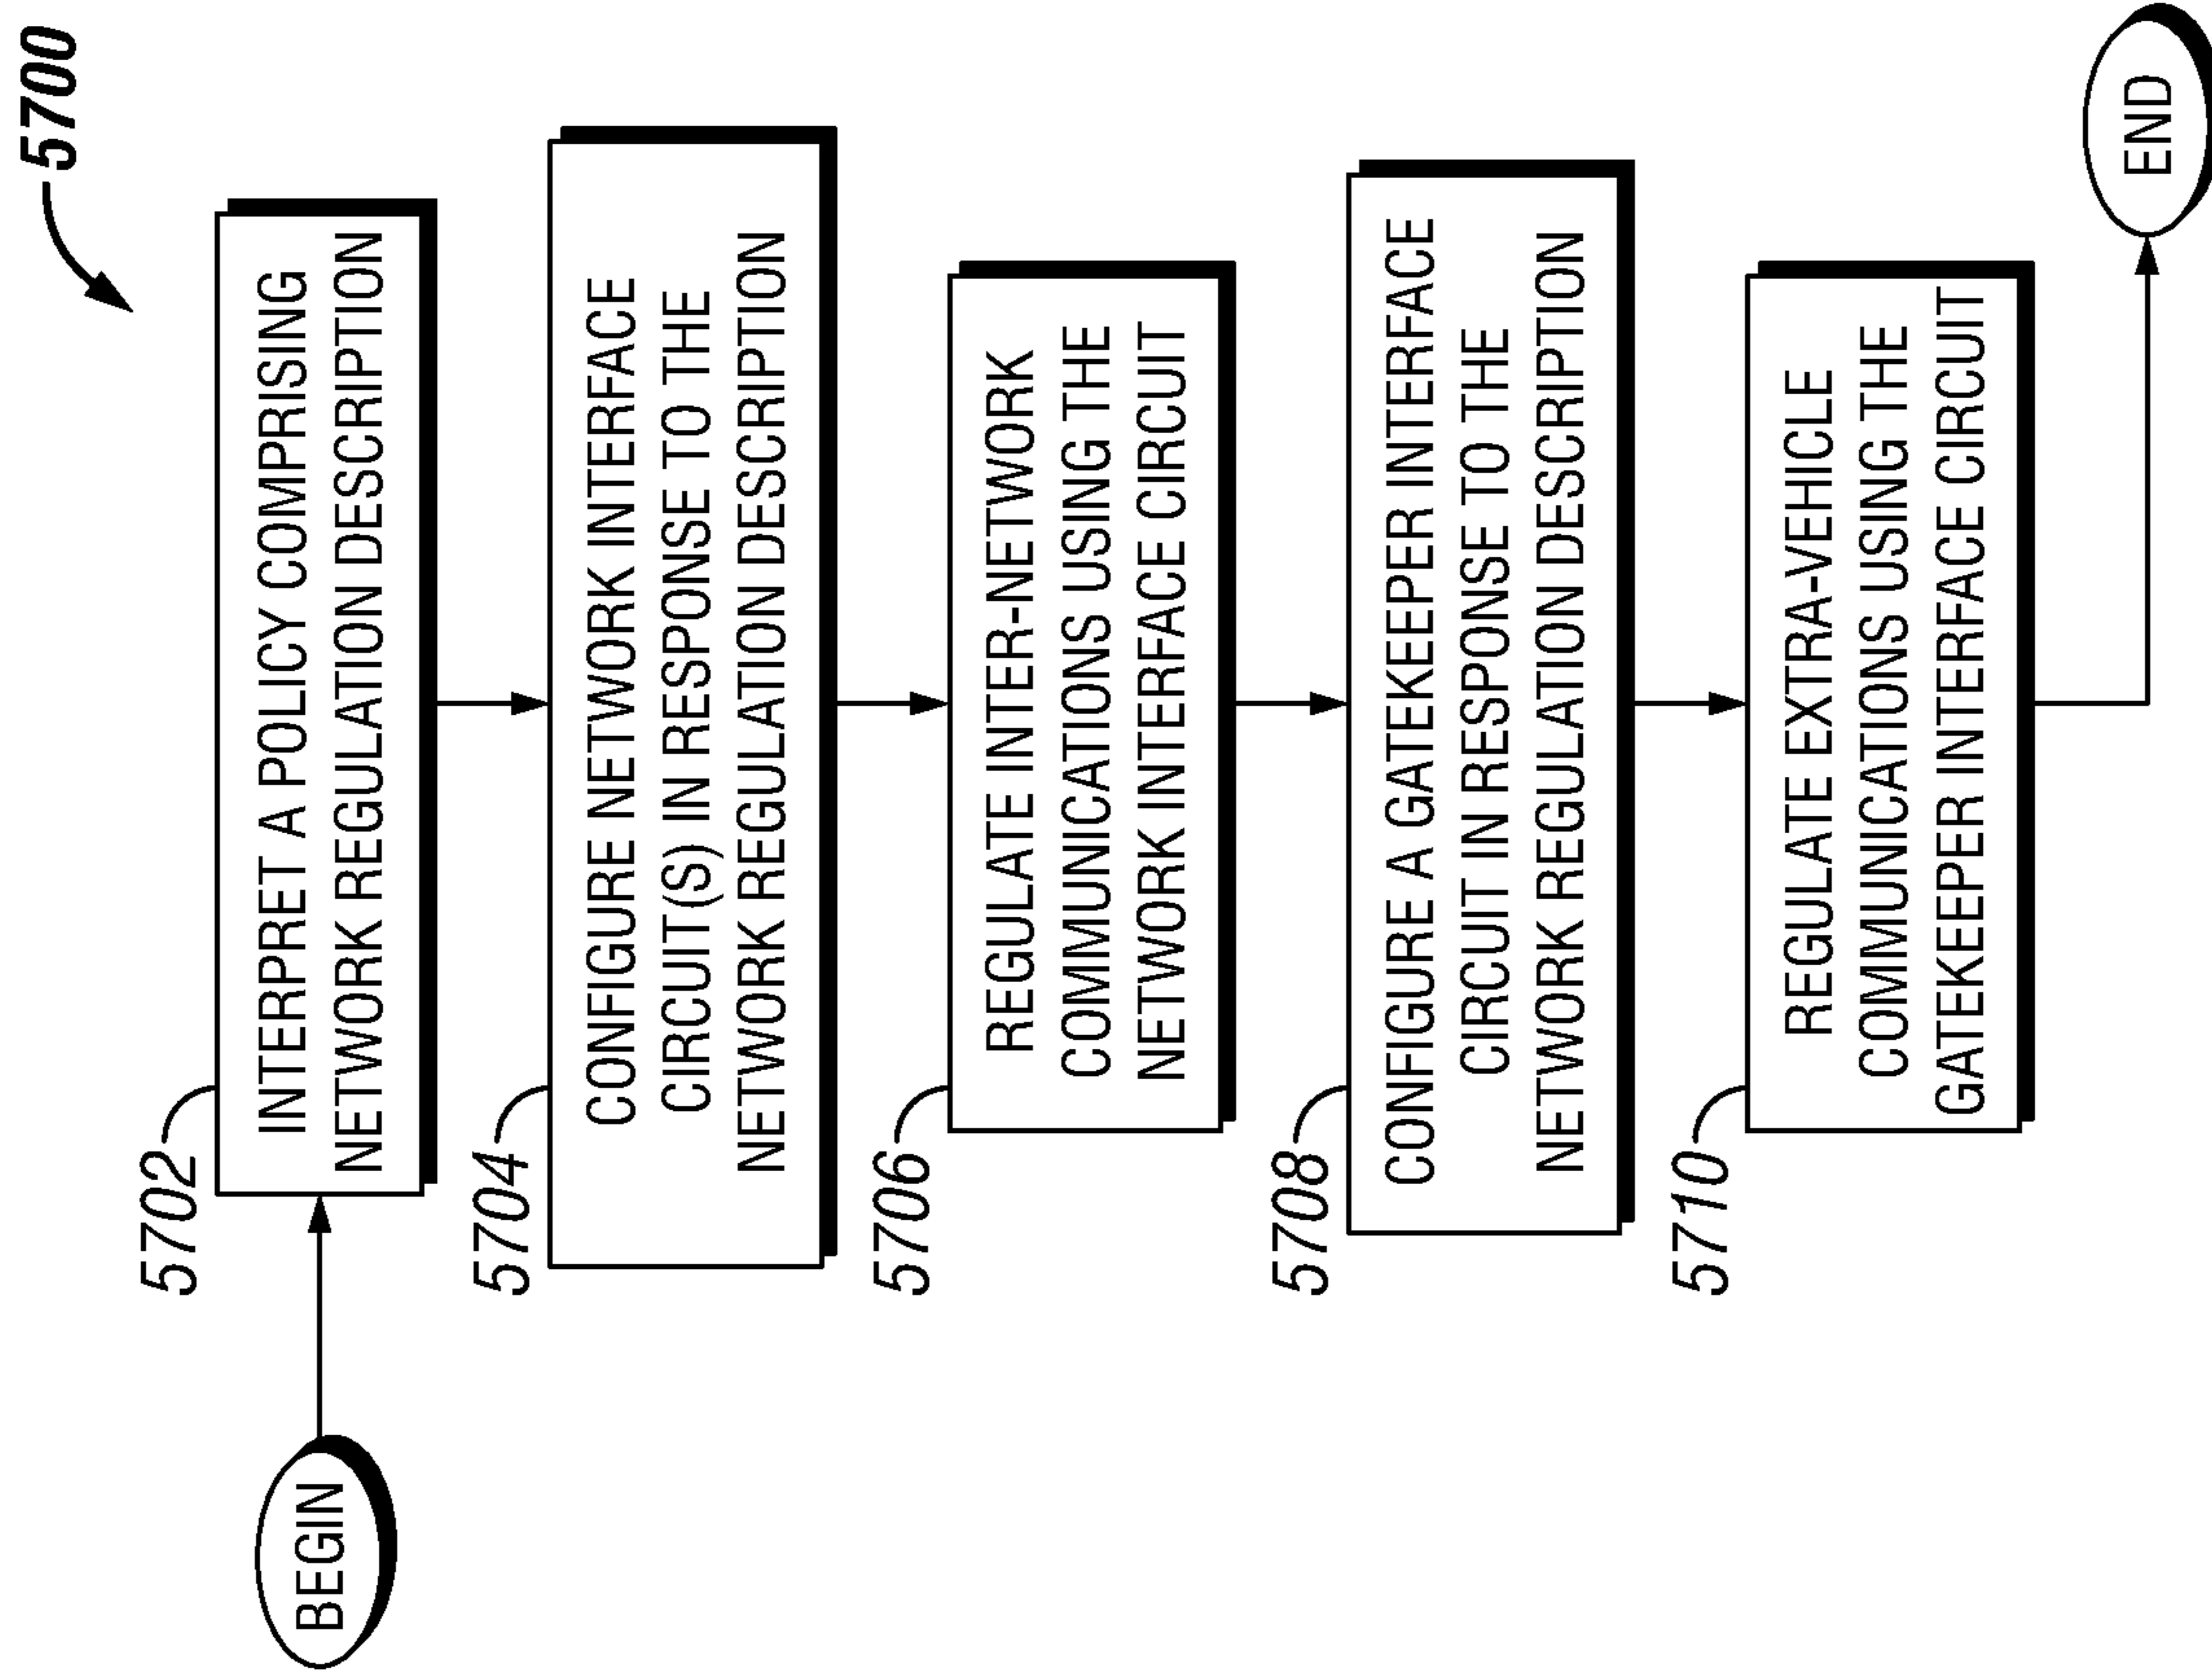 5700
BEGIN
5702
INTERPRET A POLICY COMPRISING
NETWORK REGULATION DESCRIPTION
5704
CONFIGURE NETWORK INTERFACE
CIRCUIT(S) IN RESPONSE TO THE
NETWORK REGULATION DESCRIPTION
5706
REGULATE INTER-NETWORK
COMMUNICATIONS USING THE
NETWORK INTERFACE CIRCUIT
5708
CONFIGURE A GATEKEEPER INTERFACE
CIRCUIT IN RESPONSE TO THE
NETWORK REGULATION DESCRIPTION
5710
REGULATE EXTRA-VEHICLE
COMMUNICATIONS USING THE
GATEKEEPER INTERFACE CIRCUIT
END